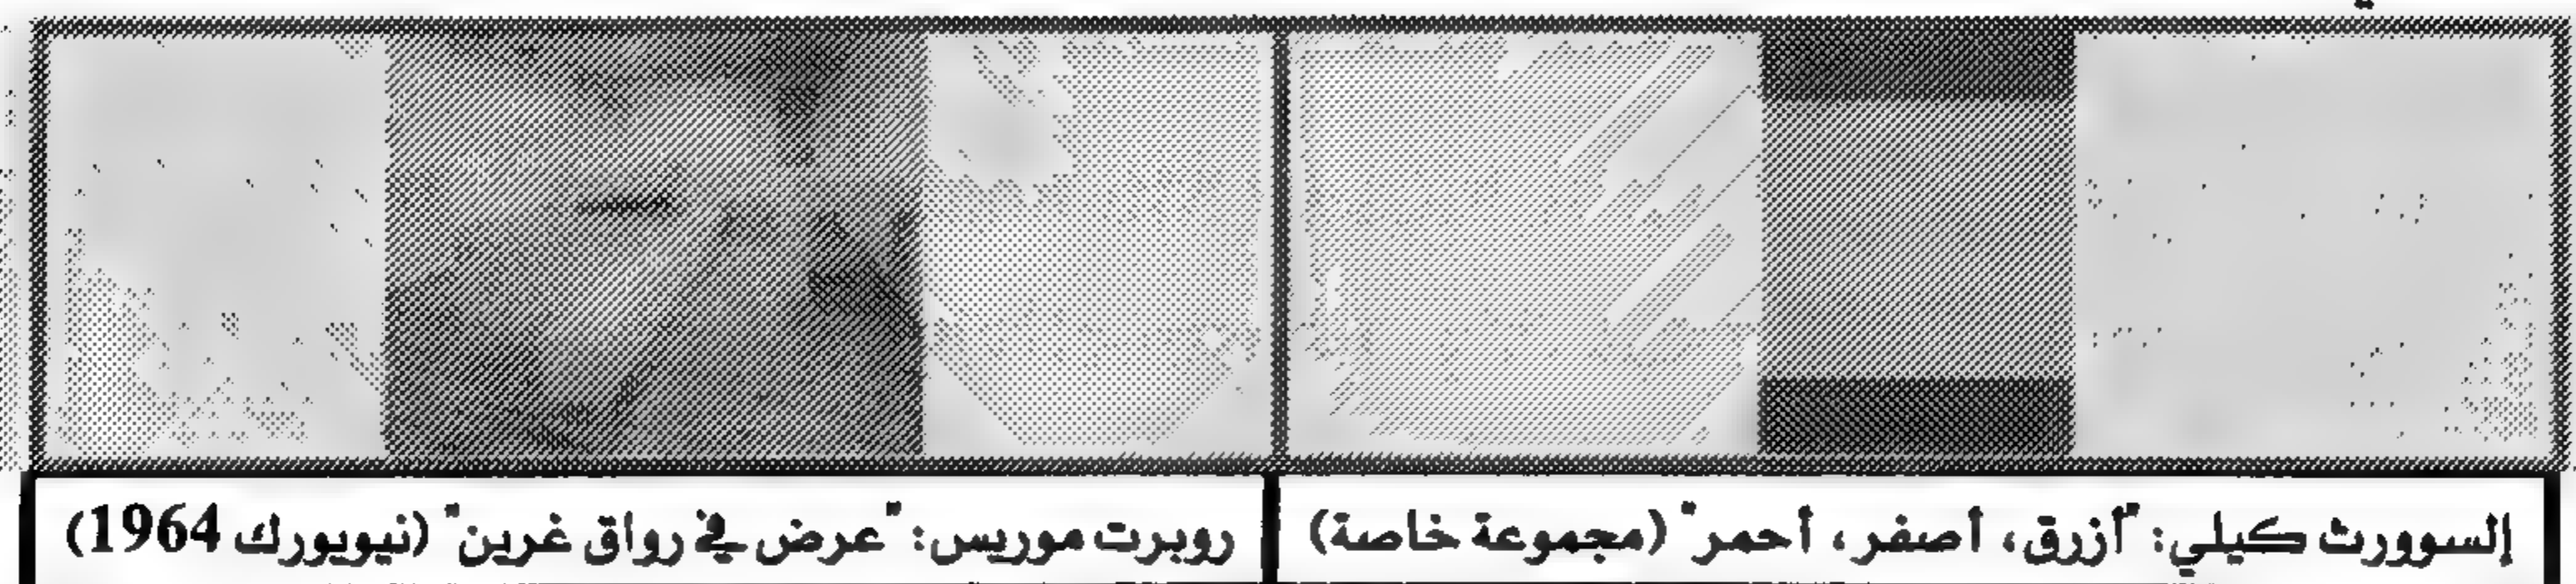 إلسوورث كيلي: "أزرق، أصفر، أحمر" (مجموعة خاصة)
روبرت موريس: "عرض في رواق غرين" (نيويورك 1964)